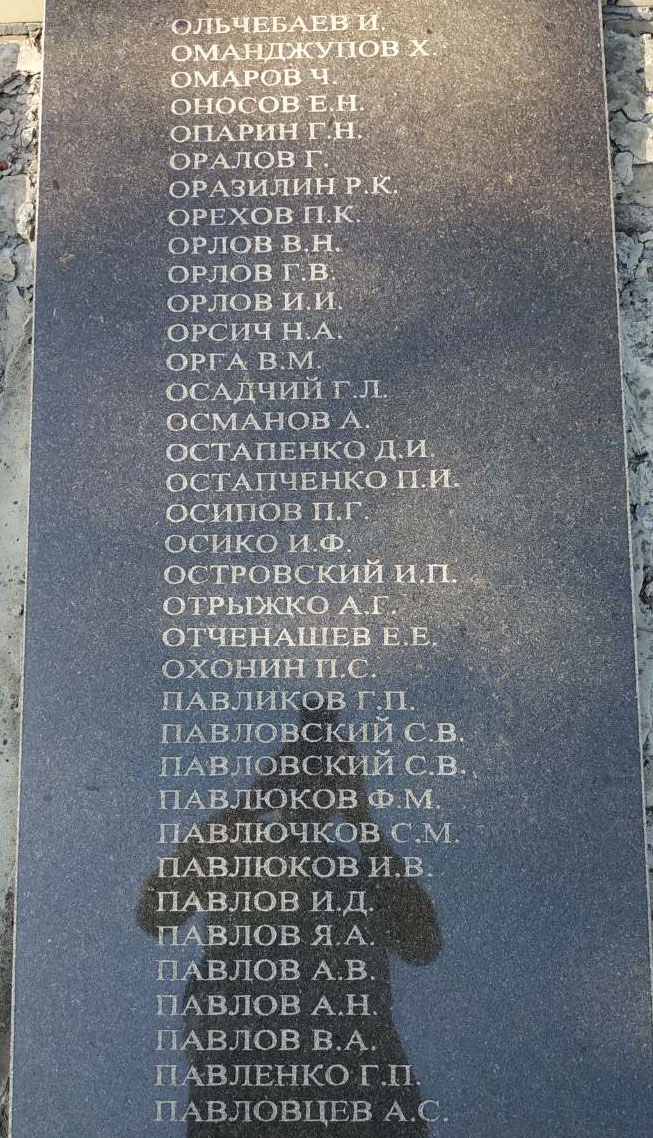 ОЛЬЧЕБАЕВ И.
ОМАНДЖУПОВ Х.
ОМАРОВ Ч.
ОНОСОВ Е.Н.
ОПАРИН Г.Н.
ОРАЛОВ Г.
ОРАЗИЛИН Р.К.
ОРЕХОВ П.К.
ОРЛОВ В.Н.
ОРЛОВ Г.В.
ОРЛОВ И.И.
ОРСИЧ Н.А.
ОРГА В.М.
ОСАДЧИЙ Г.Л.
ОСМАНОВ А.
ОСТАПЕНКО Д.И.
ОСТАПЧЕНКО П.И.
ОСИПОВ П.Г.
ОСИКО И.Ф.
ОСТРОВСКИЙ И.П.
ОТРЫЖКО А.Г.
ОТЧЕНАШЕВ Е.Е.
ОХОНИН П.С.
ПАВЛИКОВ Г.П.
ПАВЛОВСКИЙ С.В.
ПАВЛОВСКИЙ С.В.
ПАВЛЮКОВ Ф.М.
ПАВЛЮЧКОВ С.М.
ПАВЛЮКОВ И.В.
ПАВЛОВ И.Д.
ПАВЛОВ Я.А.
ПАВЛОВ А.В.
ПАВЛОВ А.Н.
ПАВЛОВ В.А.
ПАВЛЕНКО Г.П.
ПАВЛОВЦЕВ А.С.